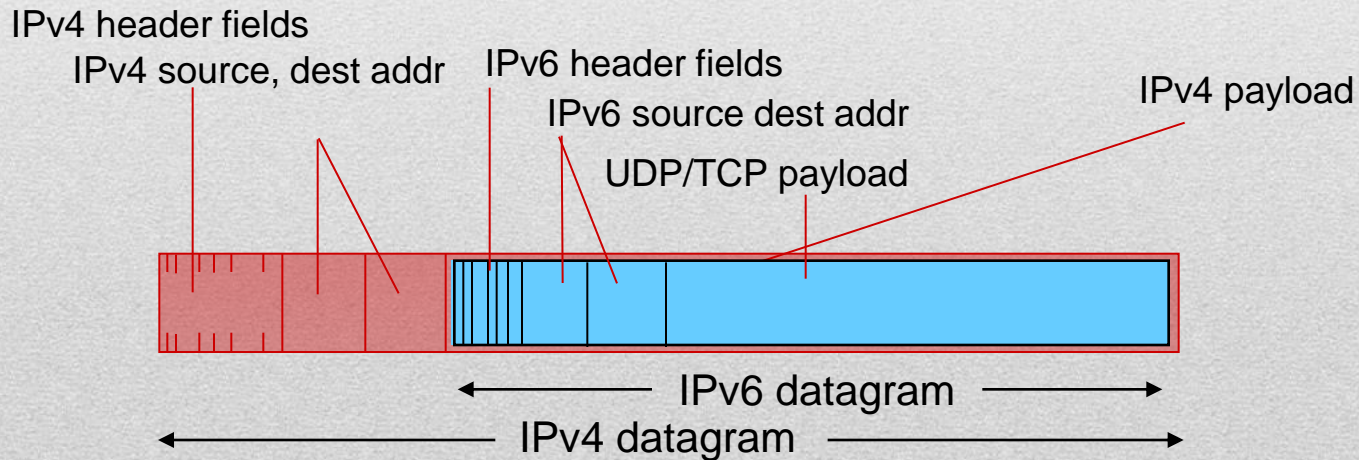 IPv4 header fields
IPv4 source, dest addr
IPv6 header fields
IPv6 source dest addr
UDP/TCP payload
IPv4 payload
IPv6 datagram
IPv4 datagram